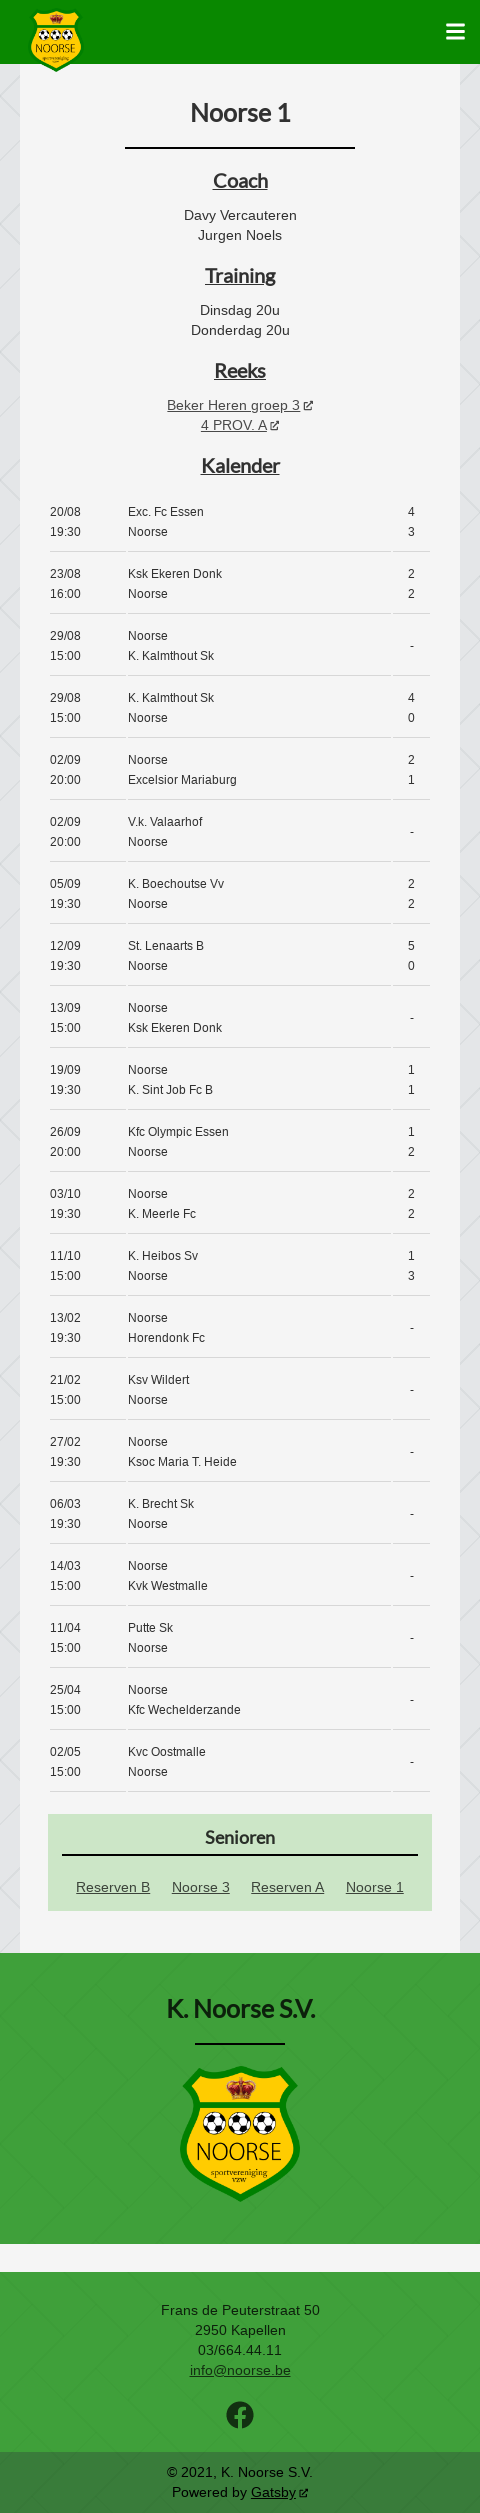 NOORSE
sportvereniging
vzw
Noorse 1
Coach
Davy Vercauteren
Jurgen Noels
Training
Dinsdag 20u
Donderdag 20u
Reeks
Beker Heren groep 3
4 PROV. A
Kalender
20/08 Exc. Fc Essen 4
19:30 Noorse 3
23/08 Ksk Ekeren Donk 2
16:00 Noorse 2
29/08 Noorse -
15:00 K. Kalmthout Sk
29/08 K. Kalmthout Sk 4
15:00 Noorse 0
02/09 Noorse 2
20:00 Excelsior Mariaburg 1
02/09 V.k. Valaarhof -
20:00 Noorse
05/09 K. Boechoutse Vv 2
19:30 Noorse 2
12/09 St. Lenaarts B 5
19:30 Noorse 0
13/09 Noorse -
15:00 Ksk Ekeren Donk
19/09 Noorse 1
19:30 K. Sint Job Fc B 1
26/09 Kfc Olympic Essen 1
20:00 Noorse 2
03/10 Noorse 2
19:30 K. Meerle Fc 2
11/10 K. Heibos Sv 1
15:00 Noorse 3
13/02 Noorse -
19:30 Horendonk Fc
21/02 Ksv Wildert -
15:00 Noorse
27/02 Noorse -
19:30 Ksoc Maria T. Heide
06/03 K. Brecht Sk -
19:30 Noorse
14/03 Noorse -
15:00 Kvk Westmalle
11/04 Putte Sk -
15:00 Noorse
25/04 Noorse -
15:00 Kfc Wechelderzande
02/05 Kvc Oostmalle -
15:00 Noorse
Senioren
Reserven B Noorse 3 Reserven A Noorse 1
K. Noorse S.V.
NOORSE
sportvereniging
vzw
Frans de Peuterstraat 50
2950 Kapellen
03/664.44.11
info@noorse.be
© 2021, K. Noorse S.V.
Powered by Gatsby